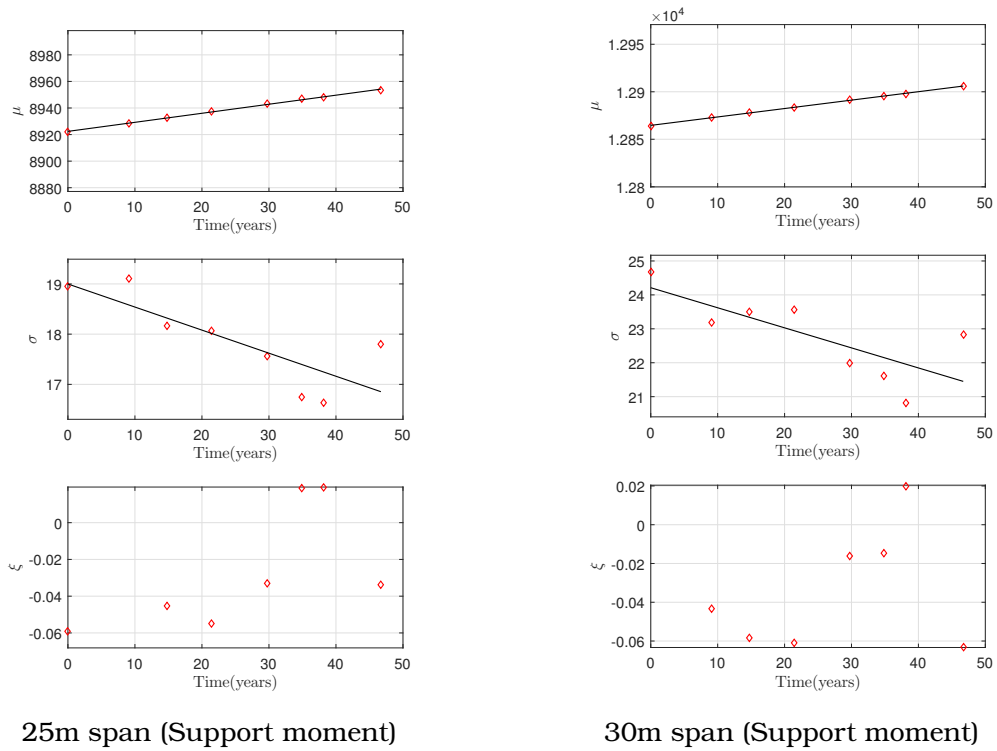 8980
8960
8940
8920
8900
8880
μ
0 10 20 30 40 50
Time(years)
19
18
17
σ
0 10 20 30 40 50
Time(years)
0
-0.02
-0.04
-0.06
ξ
0 10 20 30 40 50
Time(years)
25m span (Support moment)
×10⁴
1.295
1.29
1.285
1.28
μ
0 10 20 30 40 50
Time(years)
25
24
23
22
21
σ
0 10 20 30 40 50
Time(years)
0.02
0
-0.02
-0.04
-0.06
ξ
0 10 20 30 40 50
Time(years)
30m span (Support moment)